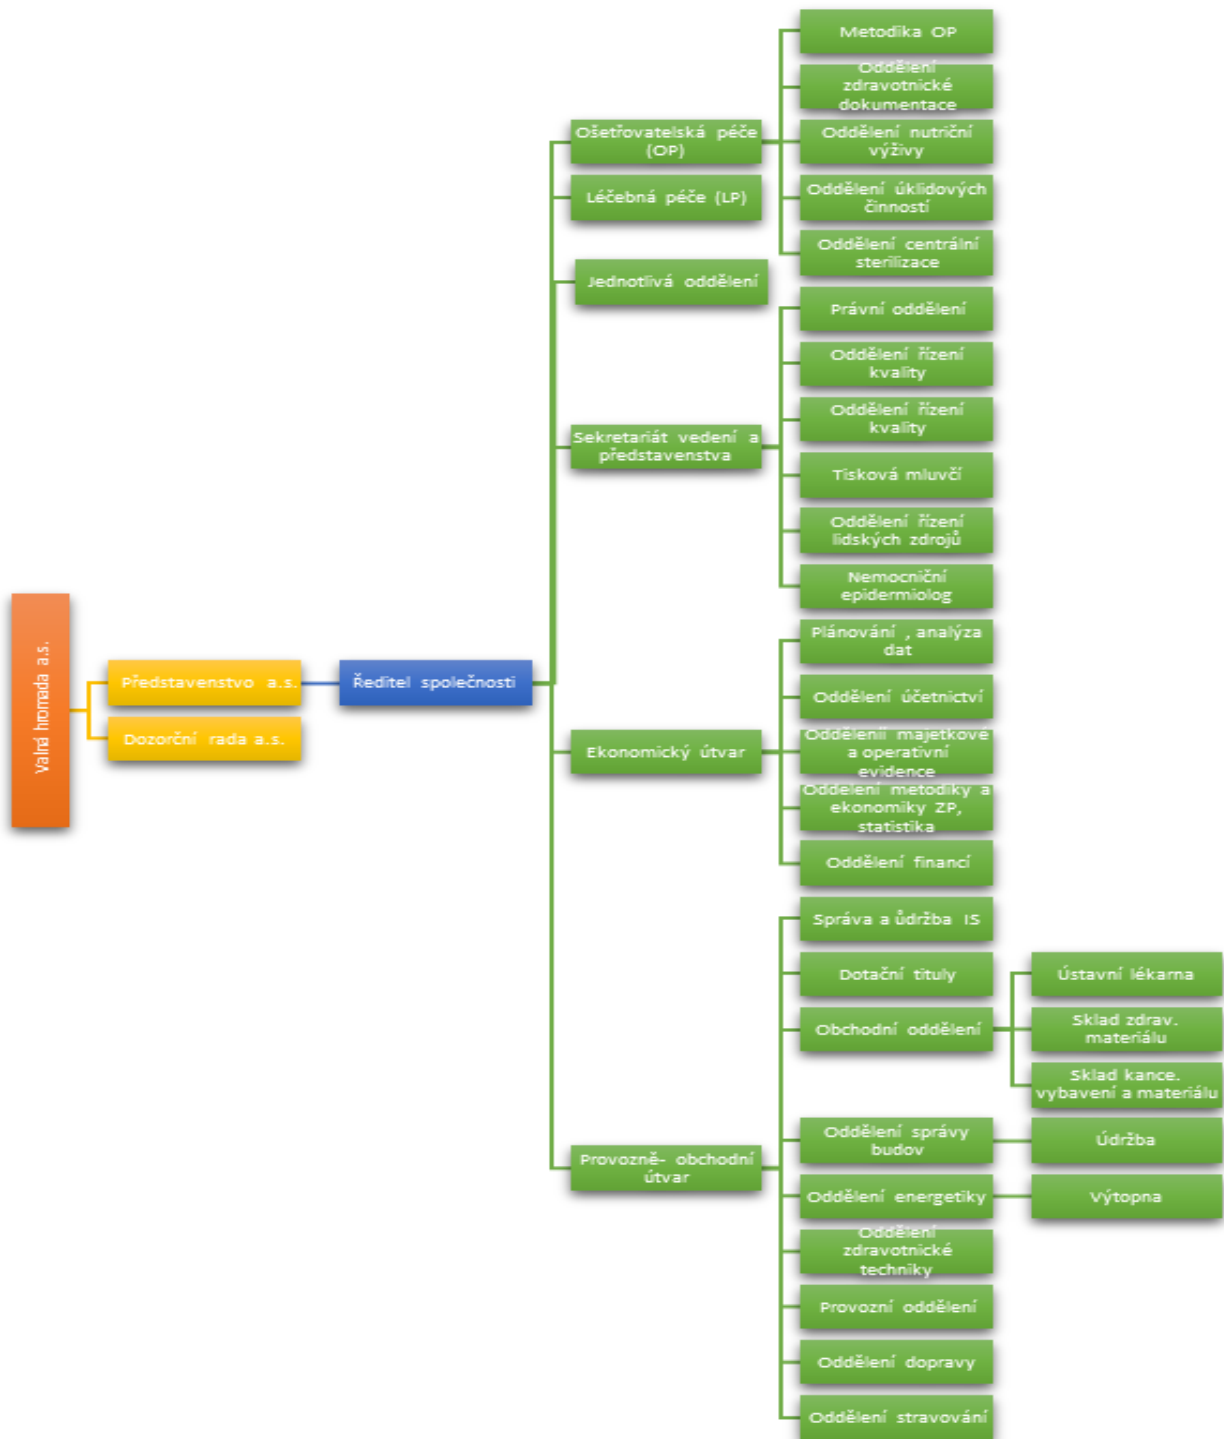 Valná hromada a.s.
Představenstvo a.s.
Dozorční rada a.s.
Ředitel společnosti
Ošetřovatelská péče
(OP)
Metodika OP
Oddělení
zdravotnické
dokumentace
Oddělení nutriční
výživy
Oddělení úklidových
činností
Oddělení centrální
sterilizace
Léčebná péče (LP)
Jednotlivá oddělení
Sekretariát vedení a
představenstva
Právní oddělení
Oddělení řízení
kvality
Oddělení řízení
kvality
Tisková mluvčí
Oddělení řízení
lidských zdrojů
Nemocniční
epidermiolog
Ekonomický útvar
Plánování , analýza
dat
Oddělení účetnictví
Odděleníí majetkové
a operativní
evidence
Oddelení metodiky a
ekonomiky ZP,
statistika
Oddělení financí
Provozně- obchodní
útvar
Správa a ůdržba IS
Dotační tituly
Obchodní oddělení
Ústavní lékarna
Sklad zdrav.
materiálu
Sklad kance.
vybavení a materiálu
Oddělení správy
budov
Údržba
Oddělení energetiky
Výtopna
Oddělení
zdravotnické
techniky
Provozní oddělení
Oddělení dopravy
Oddělení stravování